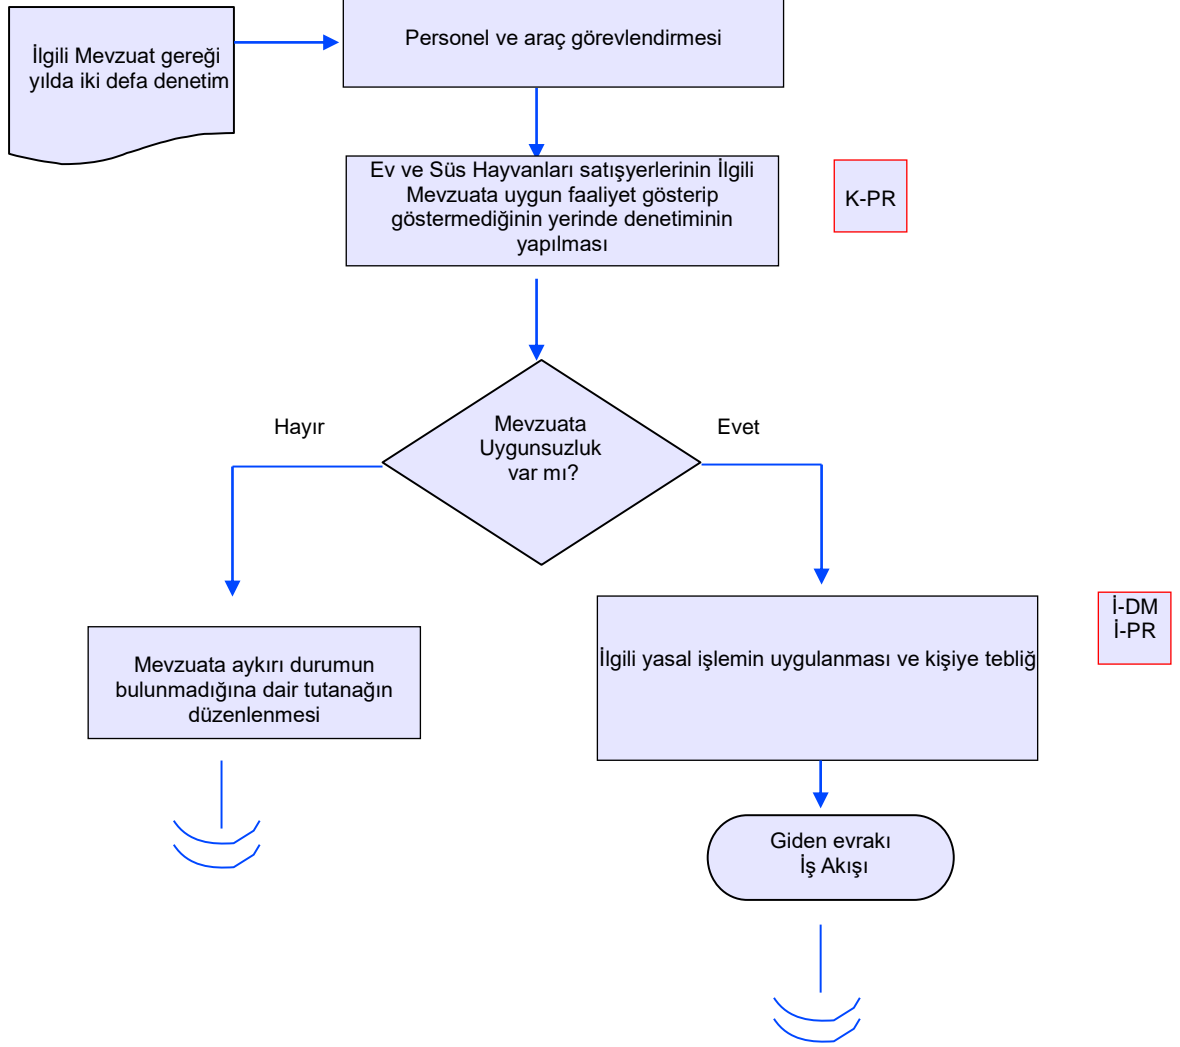 İlgili Mevzuat gereği
yılda iki defa denetim
Personel ve araç görevlendirmesi
Ev ve Süs Hayvanları satışyerlerinin İlgili
Mevzuata uygun faaliyet gösterip
göstermediğinin yerinde denetiminin
yapılması
K-PR
Mevzuata
Uygunsuzluk
var mı?
Hayır
Evet
Mevzuata aykırı durumun
bulunmadığına dair tutanağın
düzenlenmesi
İlgili yasal işlemin uygulanması ve kişiye tebliğ
İ-DM
İ-PR
Giden evrakı
İş Akışı